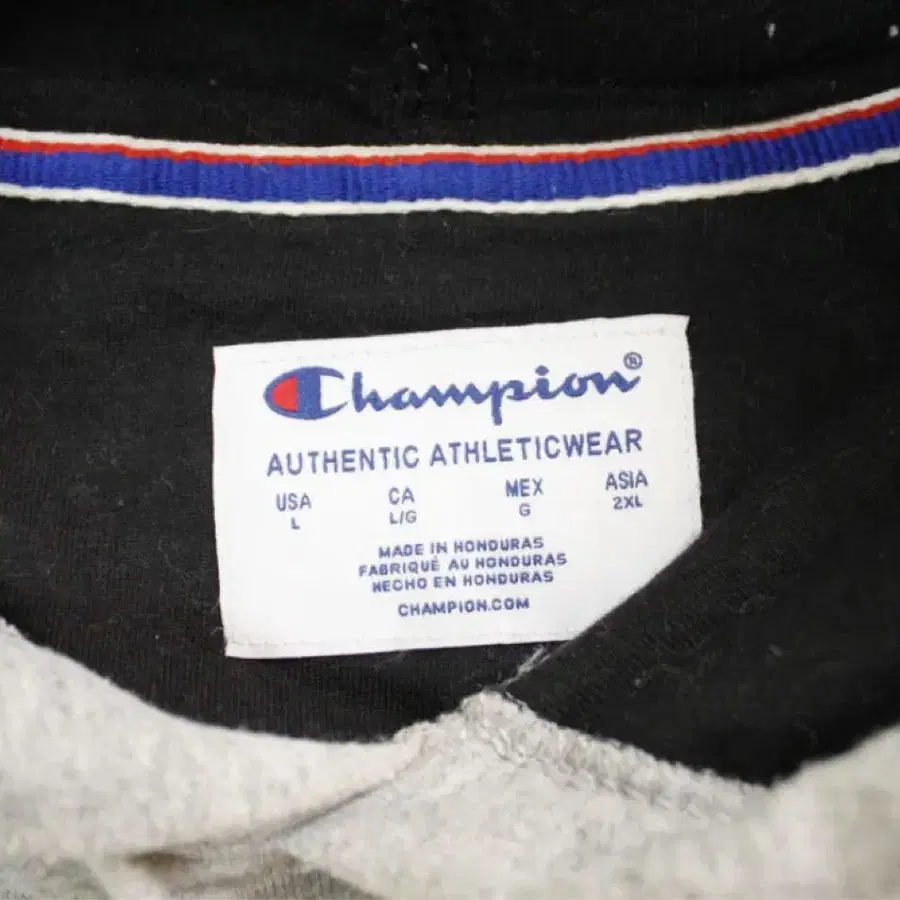 Champion®
AUTHENTIC ATHLETICWEAR
USA CA MEX ASIA
L L/G G 2XL
MADE IN HONDURAS
FABRIQUÉ AU HONDURAS
HECHO EN HONDURAS
CHAMPION.COM